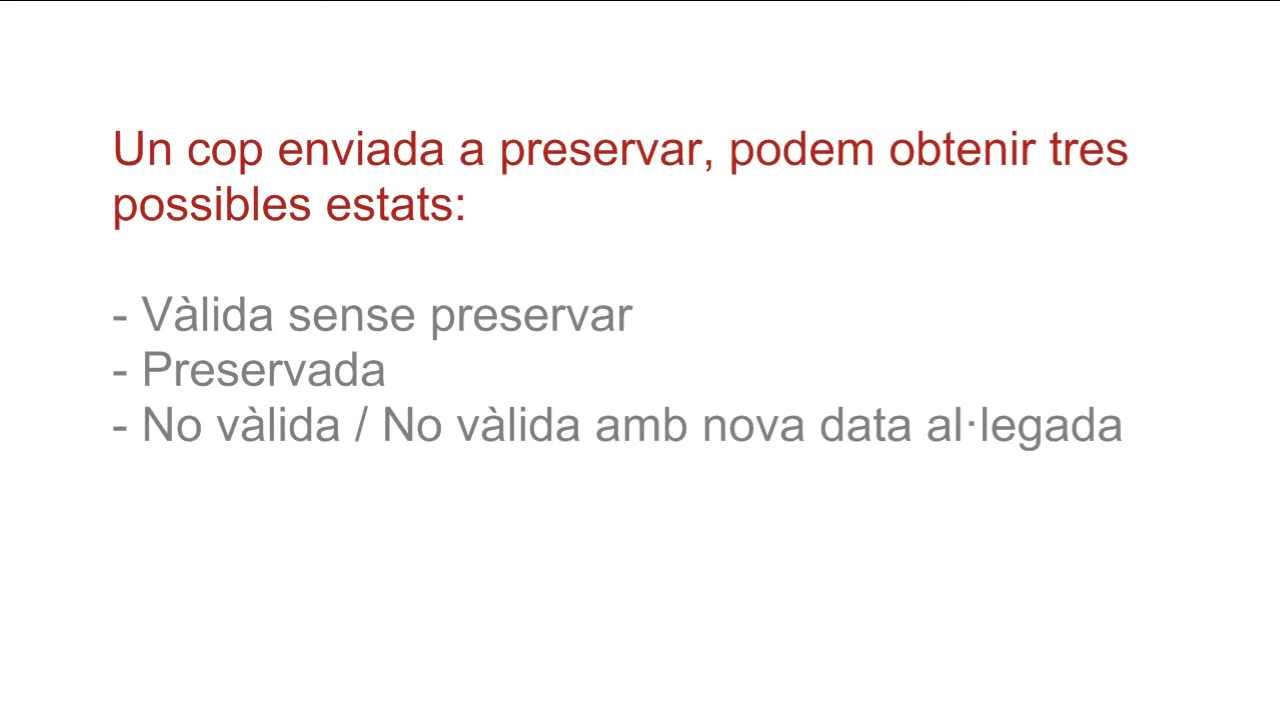 Un cop enviada a preservar, podem obtenir tres
possibles estats:
- Vàlida sense preservar
- Preservada
- No vàlida / No vàlida amb nova data al·legada